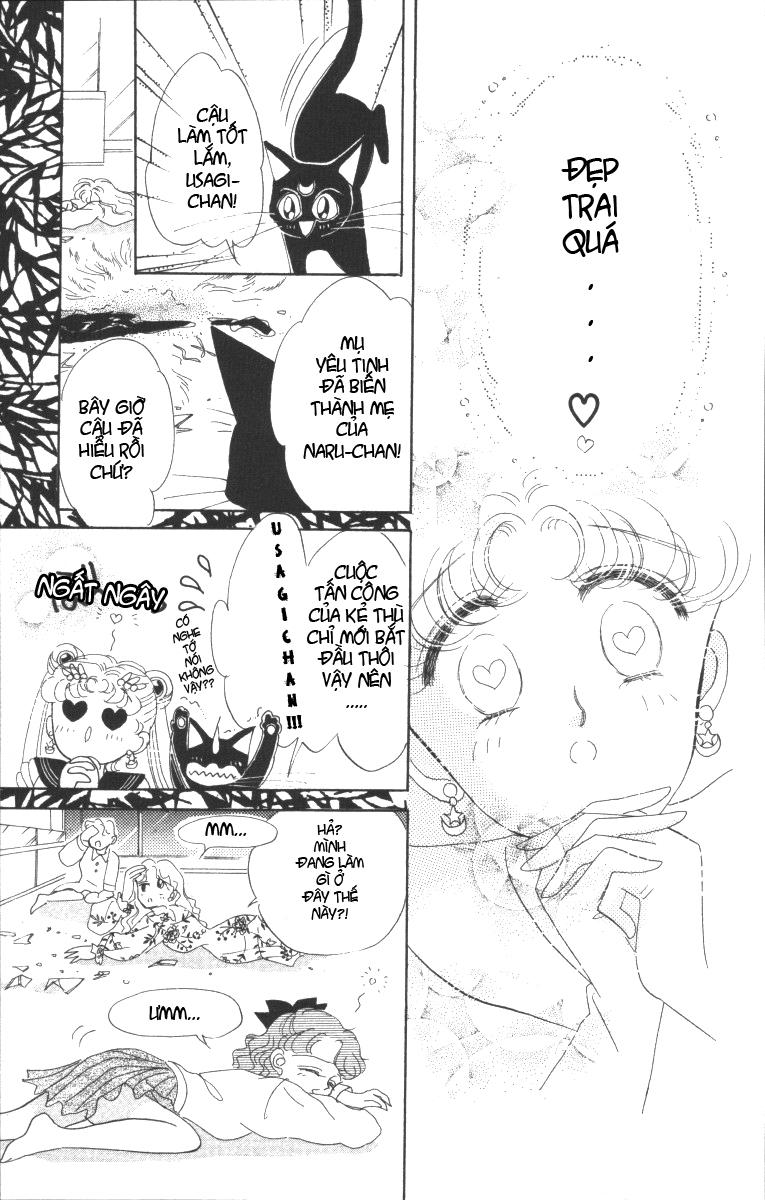 ĐẸP
TRAI
QUÁ
.
.
.
♡
♡
CẬU
LÀM TỐT
LẮM,
USAGI-
CHAN!
MỤ
YÊU TINH
ĐÃ BIẾN
THÀNH MẸ
CỦA
NARU-CHAN!
BÂY GIỜ
CẬU ĐÃ
HIỂU RỒI
CHỨ?
CUỘC
TẤN CÔNG
CỦA KẺ THÙ
CHỈ MỚI BẮT
ĐẦU THÔI
VẬY NÊN
.....
USAGICHAN!!!
CÓ
NGHE
TỚ
NÓI
KHÔNG
VẬY??
NGẤT NGÂY
HẢ?
MÌNH
ĐANG LÀM
GÌ Ở
ĐÂY THẾ
NÀY?!
MM...
ƯMM...